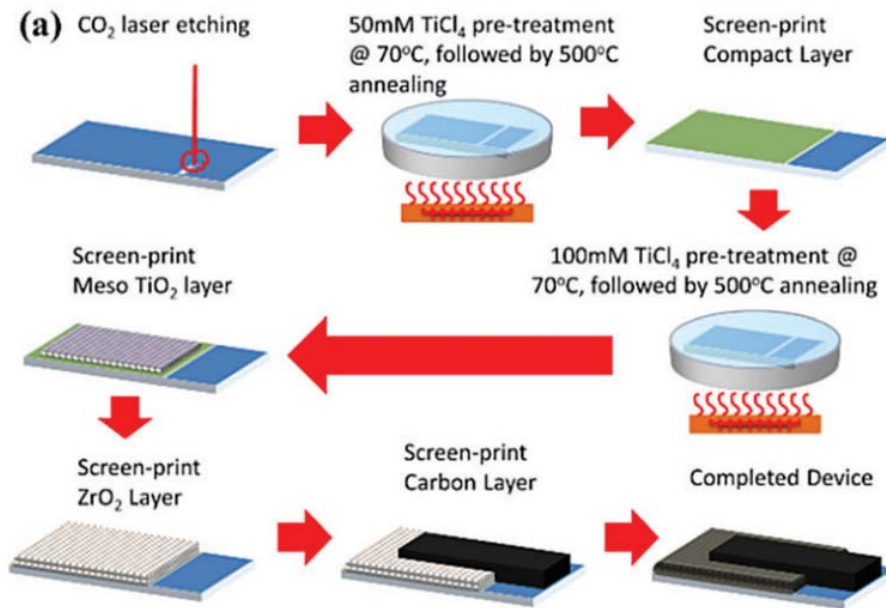 (a) CO₂ laser etching
50mM TiCl₄ pre-treatment
@ 70°C, followed by 500°C
annealing
Screen-print
Compact Layer
100mM TiCl₄ pre-treatment @
70°C, followed by 500°C annealing
Screen-print
Meso TiO₂ layer
Screen-print
ZrO₂ Layer
Screen-print
Carbon Layer
Completed Device